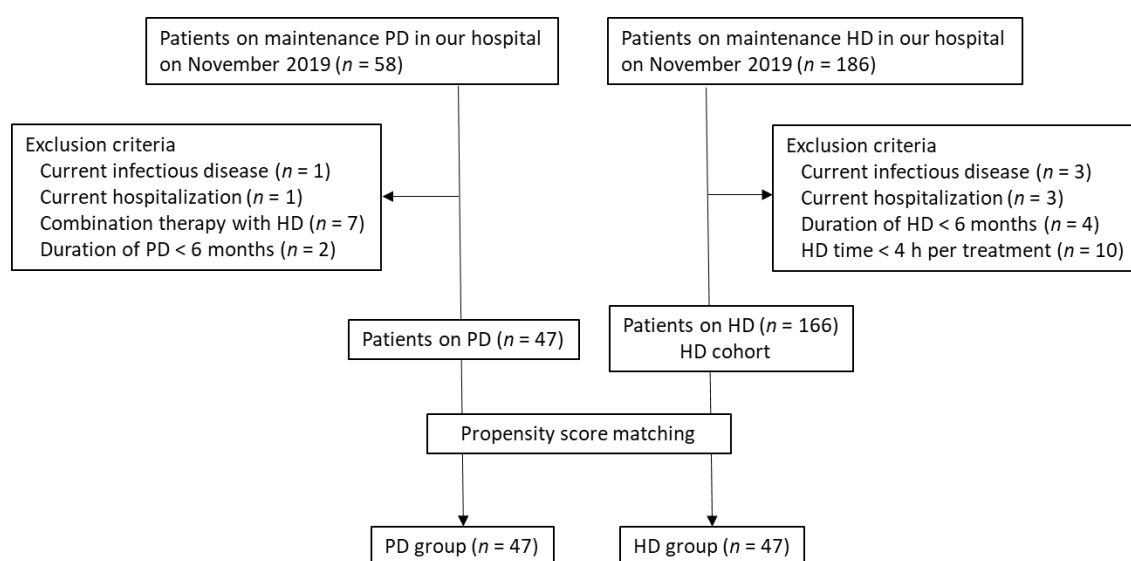 Patients on maintenance PD in our hospital
on November 2019 (n = 58)
Patients on maintenance HD in our hospital
on November 2019 (n = 186)
Exclusion criteria
Current infectious disease (n = 1)
Current hospitalization (n = 1)
Combination therapy with HD (n = 7)
Duration of PD < 6 months (n = 2)
Exclusion criteria
Current infectious disease (n = 3)
Current hospitalization (n = 3)
Duration of HD < 6 months (n = 4)
HD time < 4 h per treatment (n = 10)
Patients on PD (n = 47)
Patients on HD (n = 166)
HD cohort
Propensity score matching
PD group (n = 47)
HD group (n = 47)